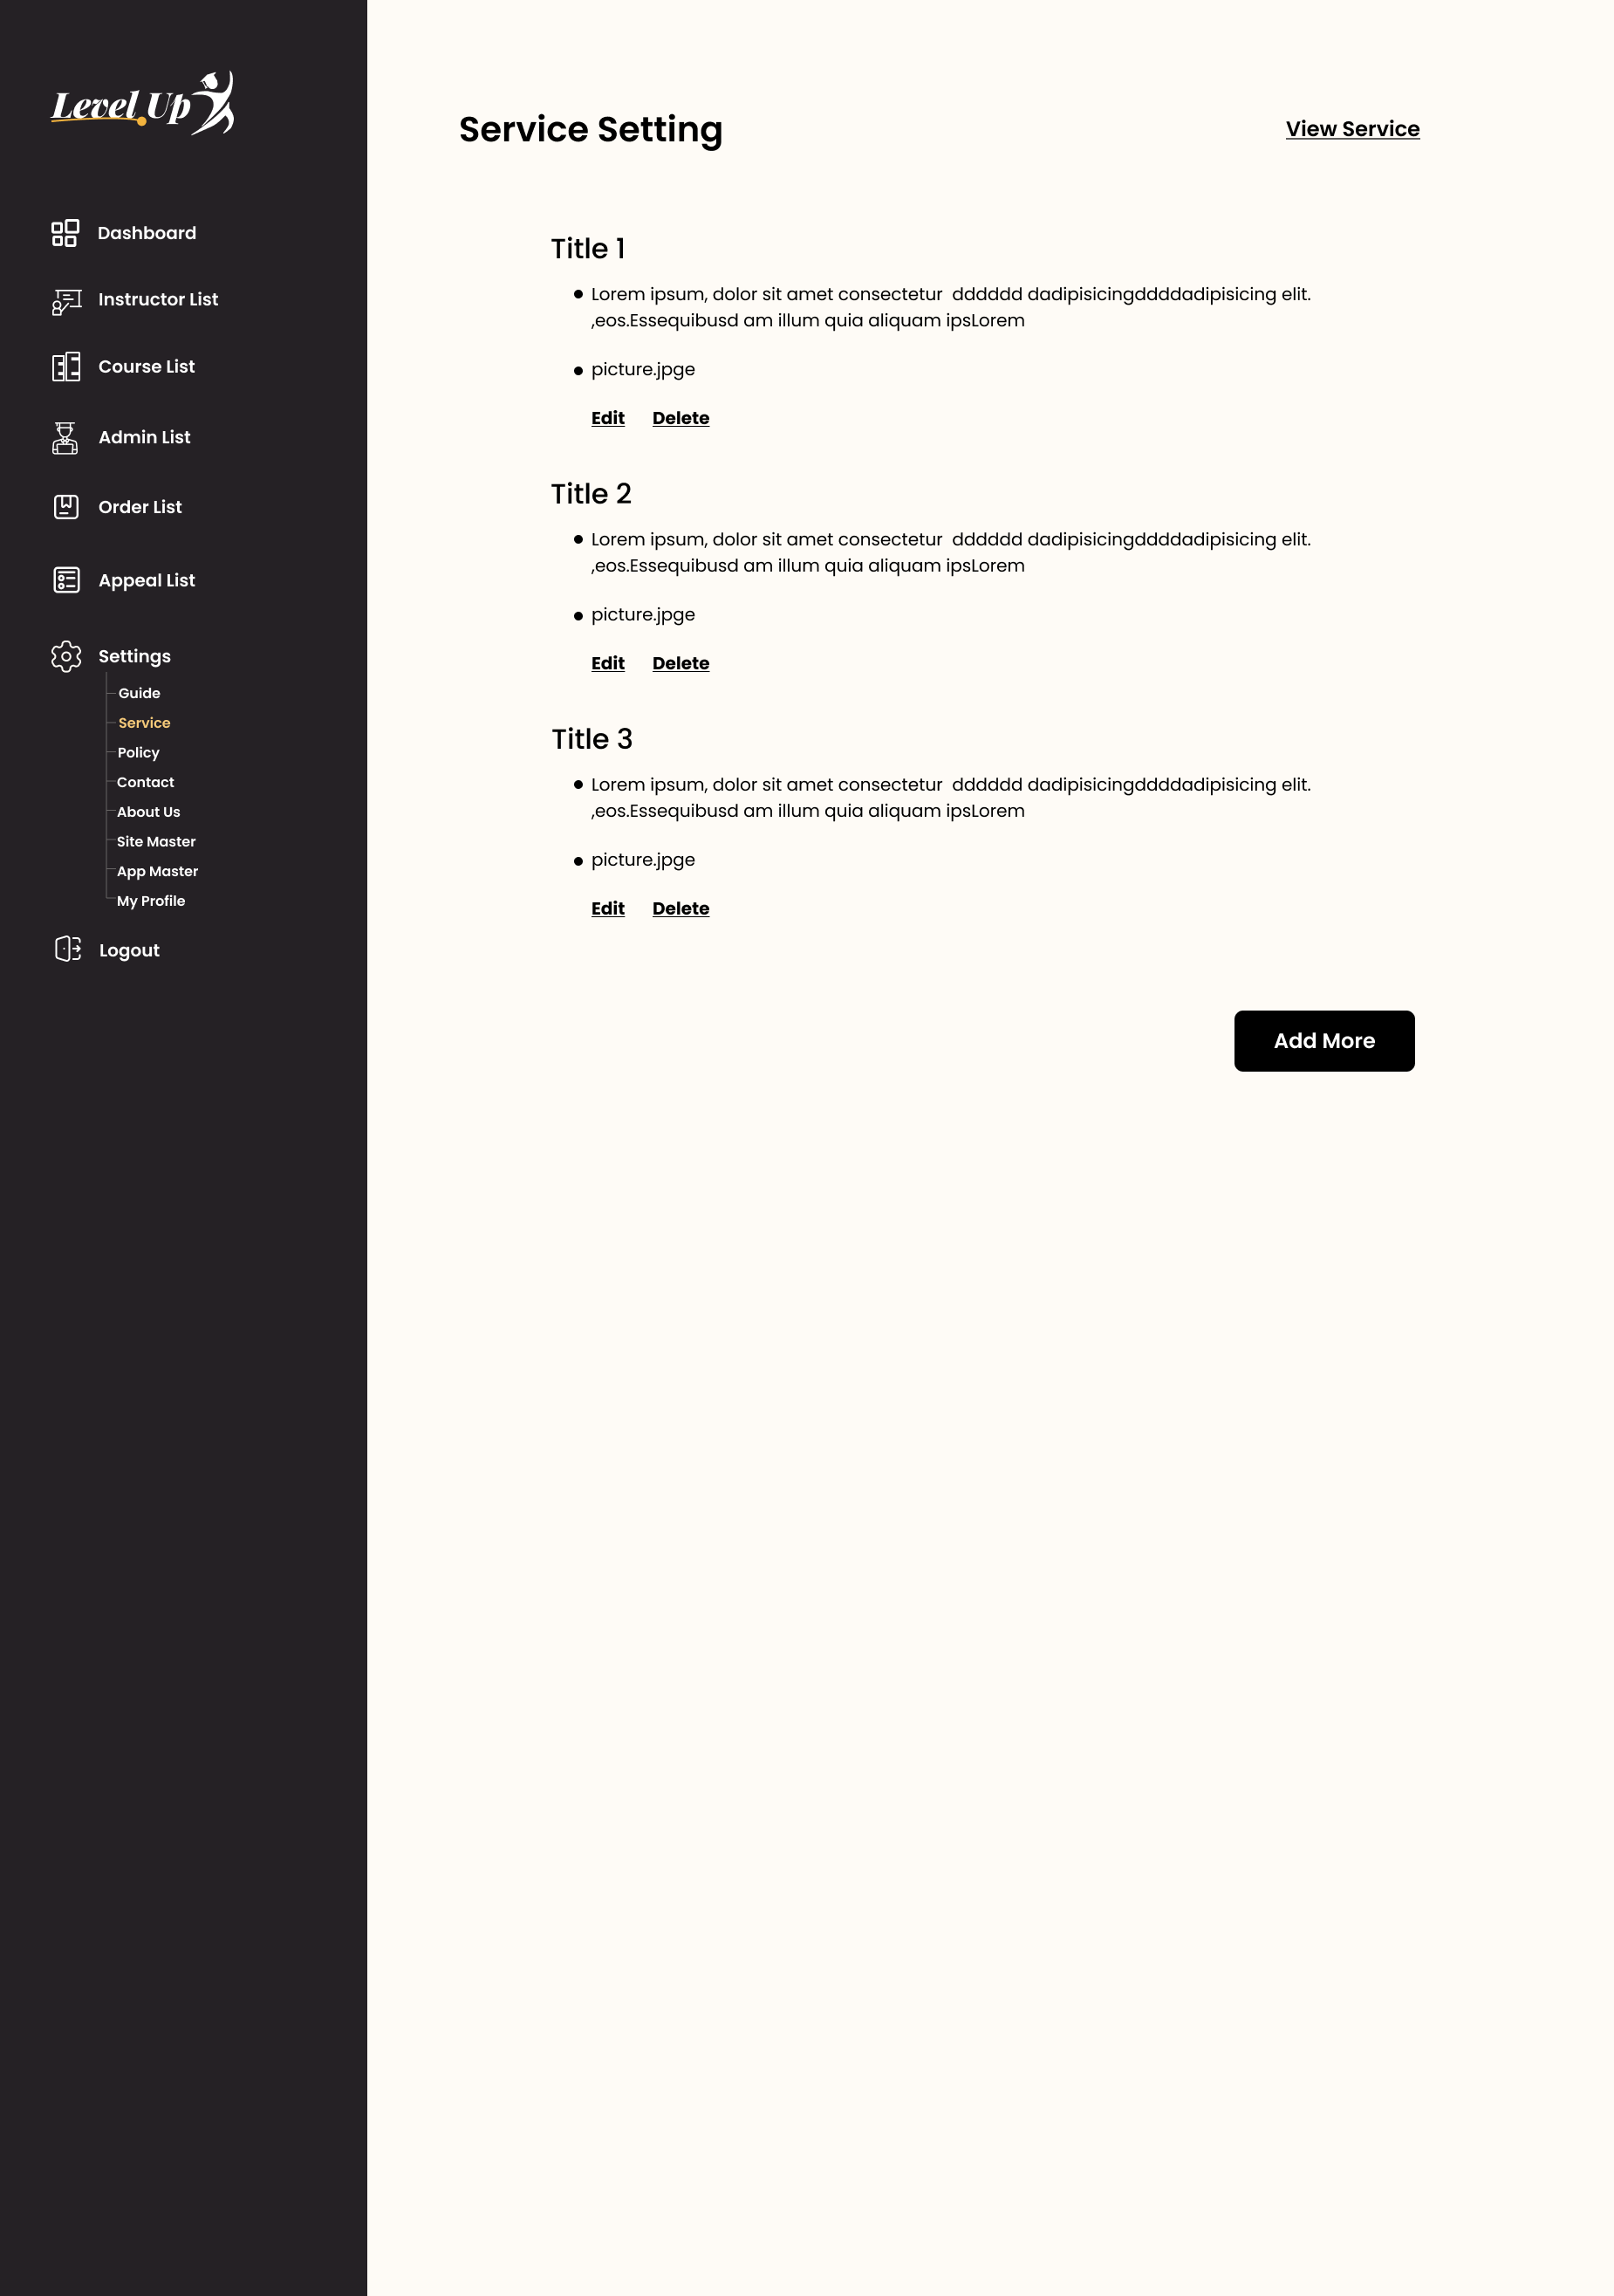 Level Up
Dashboard
Instructor List
Course List
Admin List
Order List
Appeal List
Settings
Guide
Service
Policy
Contact
About Us
Site Master
App Master
My Profile
Logout
Service Setting
View Service
Title 1
Lorem ipsum, dolor sit amet consectetur  dddddd dadipisicingddddadipisicing elit.
,eos.Essequibusd am illum quia aliquam ipsLorem
picture.jpge
Edit Delete
Title 2
Lorem ipsum, dolor sit amet consectetur  dddddd dadipisicingddddadipisicing elit.
,eos.Essequibusd am illum quia aliquam ipsLorem
picture.jpge
Edit Delete
Title 3
Lorem ipsum, dolor sit amet consectetur  dddddd dadipisicingddddadipisicing elit.
,eos.Essequibusd am illum quia aliquam ipsLorem
picture.jpge
Edit Delete
Add More